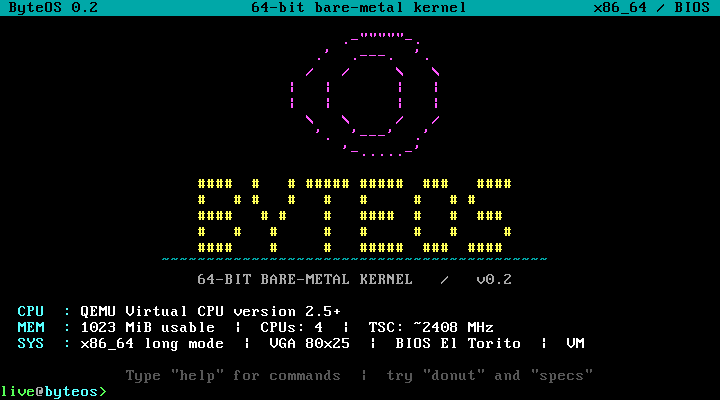 ByteOS 0.2 64-bit bare-metal kernel x86_64 / BIOS
BYTEOS
64-BIT BARE-METAL KERNEL / v0.2
CPU : QEMU Virtual CPU version 2.5+
MEM : 1023 MiB usable | CPUs: 4 | TSC: ~2408 MHz
SYS : x86_64 long mode | VGA 80x25 | BIOS El Torito | VM
Type "help" for commands | try "donut" and "specs"
live@byteos>